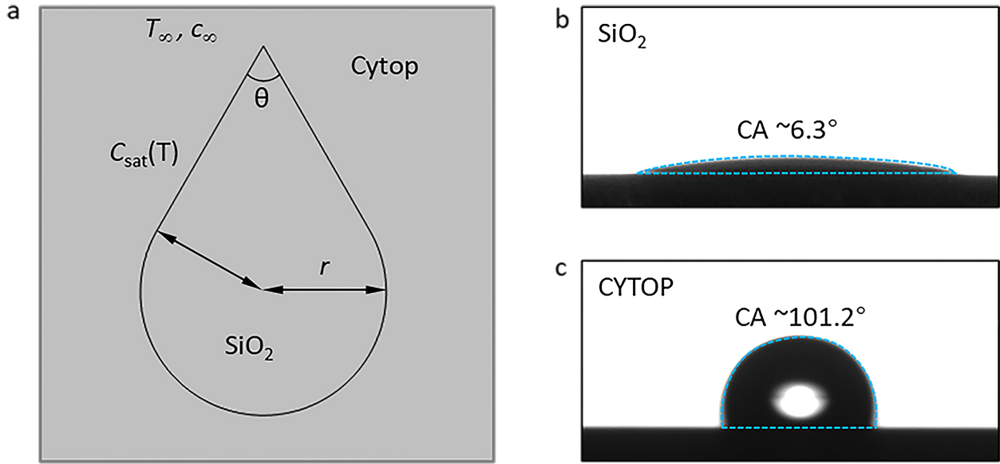 a
T∞, c∞
Cytop
θ
Csat(T)
r
SiO2
b
SiO2
CA ~6.3°
c
CYTOP
CA ~101.2°